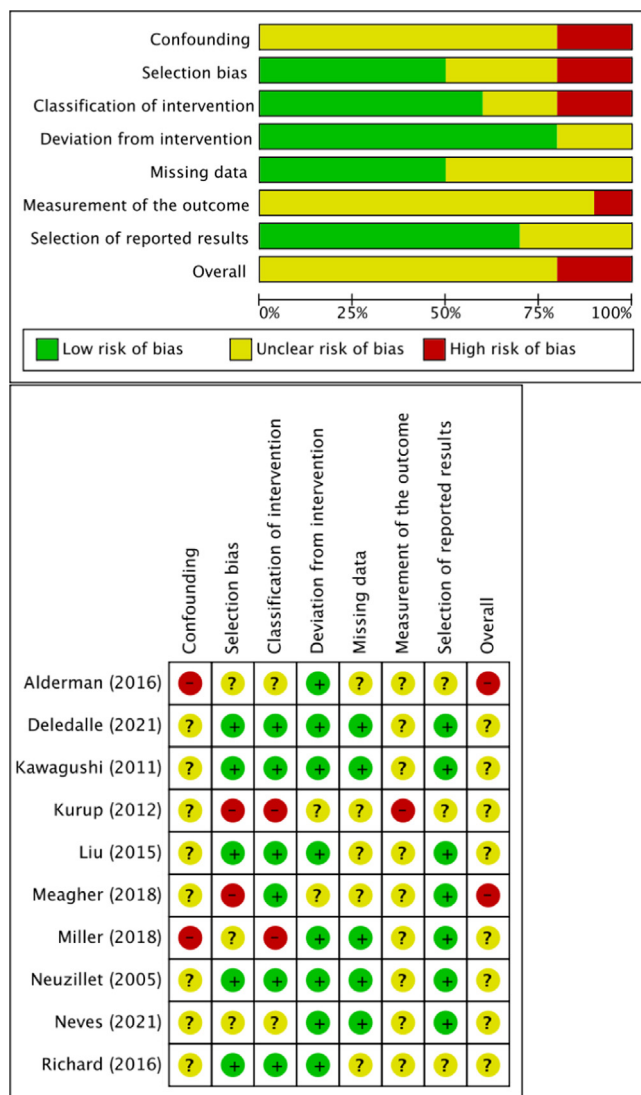 Confounding
Selection bias
Classification of intervention
Deviation from intervention
Missing data
Measurement of the outcome
Selection of reported results
Overall
0% 25% 50% 75% 100%
Low risk of bias Unclear risk of bias High risk of bias
Confounding
Selection bias
Classification of intervention
Deviation from intervention
Missing data
Measurement of the outcome
Selection of reported results
Overall
Alderman (2016) - ? ? + ? ? ? -
Deledalle (2021) ? + + + + ? + ?
Kawagushi (2011) ? + + + + ? + ?
Kurup (2012) ? - - ? ? - ? ?
Liu (2015) ? + + + ? ? + ?
Meagher (2018) ? - + ? ? ? + -
Miller (2018) - ? - + + ? + ?
Neuzillet (2005) ? + + + + ? + ?
Neves (2021) ? ? ? + + ? + ?
Richard (2016) ? + + + ? ? ? ?